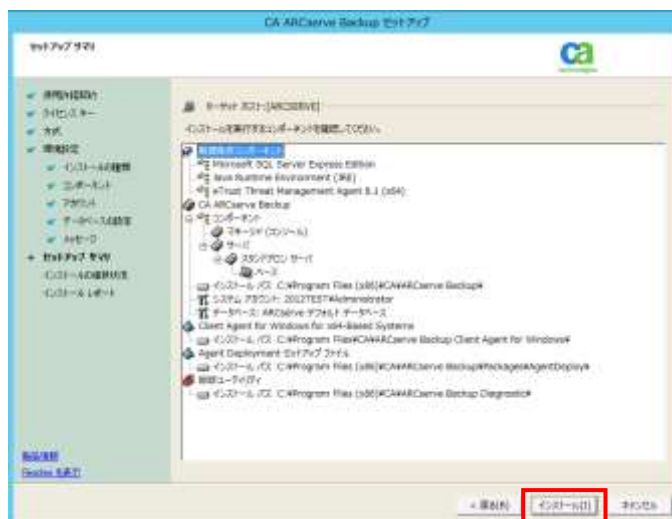 CA ARCserve Backup セットアップ
セットアップ サマリ
ca
technologies
使用許諾契約
ライセンス キー
方式
環境設定
インストールの種類
コンポーネント
アカウント
データベースの設定
メッセージ
セットアップ サマリ
インストールの進捗状況
インストール レポート
製品情報
Readme を表示
ターゲット ホスト:[ARCSERVE]
インストールを実行するコンポーネントを確認してください。
前提条件コンポーネント
Microsoft SQL Server Express Edition
Java Runtime Environment (JRE)
eTrust Threat Management Agent 8.1 (x64)
CA ARCserve Backup
コンポーネント
マネージャ (コンソール)
サーバ
スタンドアロン サーバ
ベース
インストール パス: C:¥Program Files (x86)¥CA¥ARCserve Backup¥
システム アカウント: 2012TEST¥Administrator
データベース: ARCserve デフォルト データベース
Client Agent for Windows for x64-Based Systems
インストール パス: C:¥Program Files¥CA¥ARCserve Backup Client Agent for Windows¥
Agent Deployment セットアップ ファイル
インストール パス: C:¥Program Files (x86)¥CA¥ARCserve Backup¥Packages¥AgentDeploy¥
診断ユーティリティ
インストール パス: C:¥Program Files (x86)¥CA¥ARCserve Backup Diagnostic¥
< 戻る(B)
インストール(I)
キャンセル